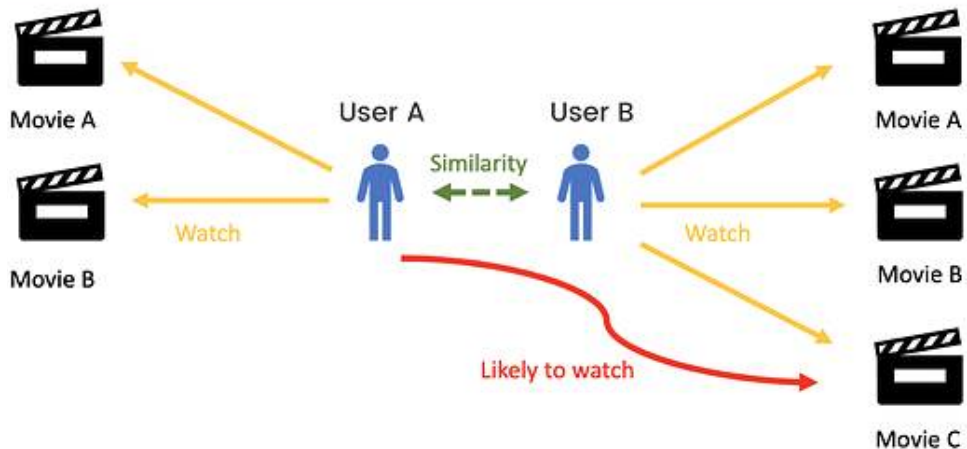 Movie A
User A
User B
Movie A
Similarity
Watch
Watch
Movie B
Movie B
Likely to watch
Movie C